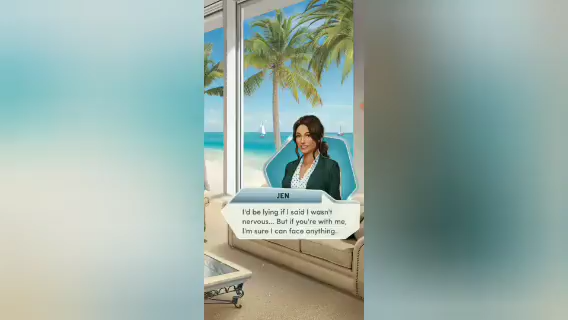 JEN
I'd be lying if I said I wasn't
nervous... But if you're with me,
I'm sure I can face anything.